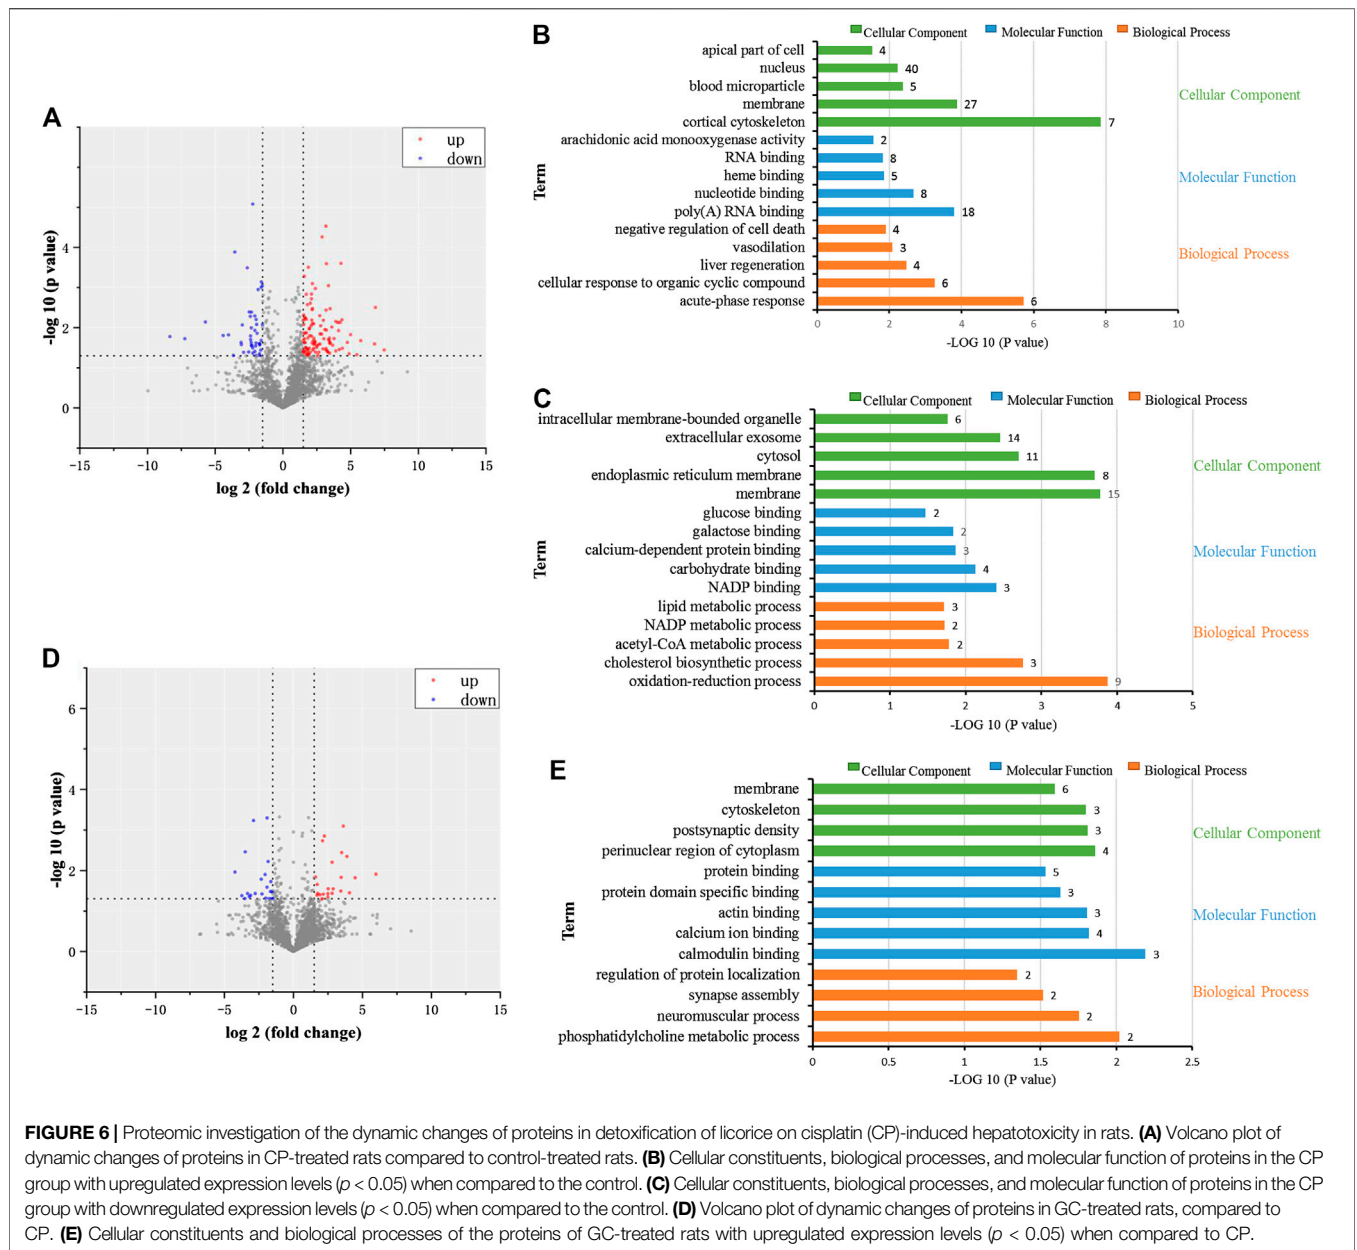 A
up
down
-log 10 (p value)
4
2
0
−15
−10
−5
0
5
10
15
log 2 (fold change)
B
Cellular Component Molecular Function Biological Process
Term
apical part of cell 4
nucleus 40
blood microparticle 5
membrane 27
cortical cytoskeleton 7
arachidonic acid monooxygenase activity 2
RNA binding 8
heme binding 5
nucleotide binding 8
poly(A) RNA binding 18
negative regulation of cell death 4
vasodilation 3
liver regeneration 4
cellular response to organic cyclic compound 6
acute-phase response 6
Cellular Component
Molecular Function
Biological Process
0 2 4 6 8 10
-LOG 10 (P value)
C
Cellular Component Molecular Function Biological Process
Term
intracellular membrane-bounded organelle 6
extracellular exosome 14
cytosol 11
endoplasmic reticulum membrane 8
membrane 15
glucose binding 2
galactose binding 2
calcium-dependent protein binding 3
carbohydrate binding 4
NADP binding 3
lipid metabolic process 3
NADP metabolic process 2
acetyl-CoA metabolic process 2
cholesterol biosynthetic process 3
oxidation-reduction process 9
Cellular Component
Molecular Function
Biological Process
0 1 2 3 4 5
-LOG 10 (P value)
D
up
down
-log 10 (p value)
6
4
2
0
−15
−10
−5
0
5
10
15
log 2 (fold change)
E
Cellular Component Molecular Function Biological Process
Term
membrane 6
cytoskeleton 3
postsynaptic density 3
perinuclear region of cytoplasm 4
protein binding 5
protein domain specific binding 3
actin binding 3
calcium ion binding 4
calmodulin binding 3
regulation of protein localization 2
synapse assembly 2
neuromuscular process 2
phosphatidylcholine metabolic process 2
Cellular Component
Molecular Function
Biological Process
0 0.5 1 1.5 2 2.5
-LOG 10 (P value)
FIGURE 6 | Proteomic investigation of the dynamic changes of proteins in detoxification of licorice on cisplatin (CP)-induced hepatotoxicity in rats. (A) Volcano plot of
dynamic changes of proteins in CP-treated rats compared to control-treated rats. (B) Cellular constituents, biological processes, and molecular function of proteins in the CP
group with upregulated expression levels (p < 0.05) when compared to the control. (C) Cellular constituents, biological processes, and molecular function of proteins in the CP
group with downregulated expression levels (p < 0.05) when compared to the control. (D) Volcano plot of dynamic changes of proteins in GC-treated rats, compared to
CP. (E) Cellular constituents and biological processes of the proteins of GC-treated rats with upregulated expression levels (p < 0.05) when compared to CP.